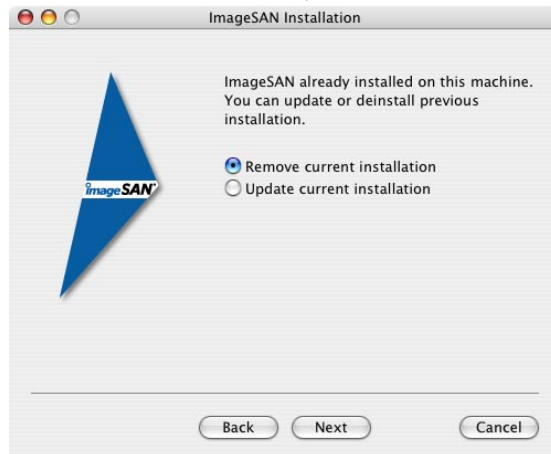 ImageSAN Installation
ImageSAN already installed on this machine.
You can update or deinstall previous
installation.
Remove current installation
Update current installation
imageSAN
Back
Next
Cancel